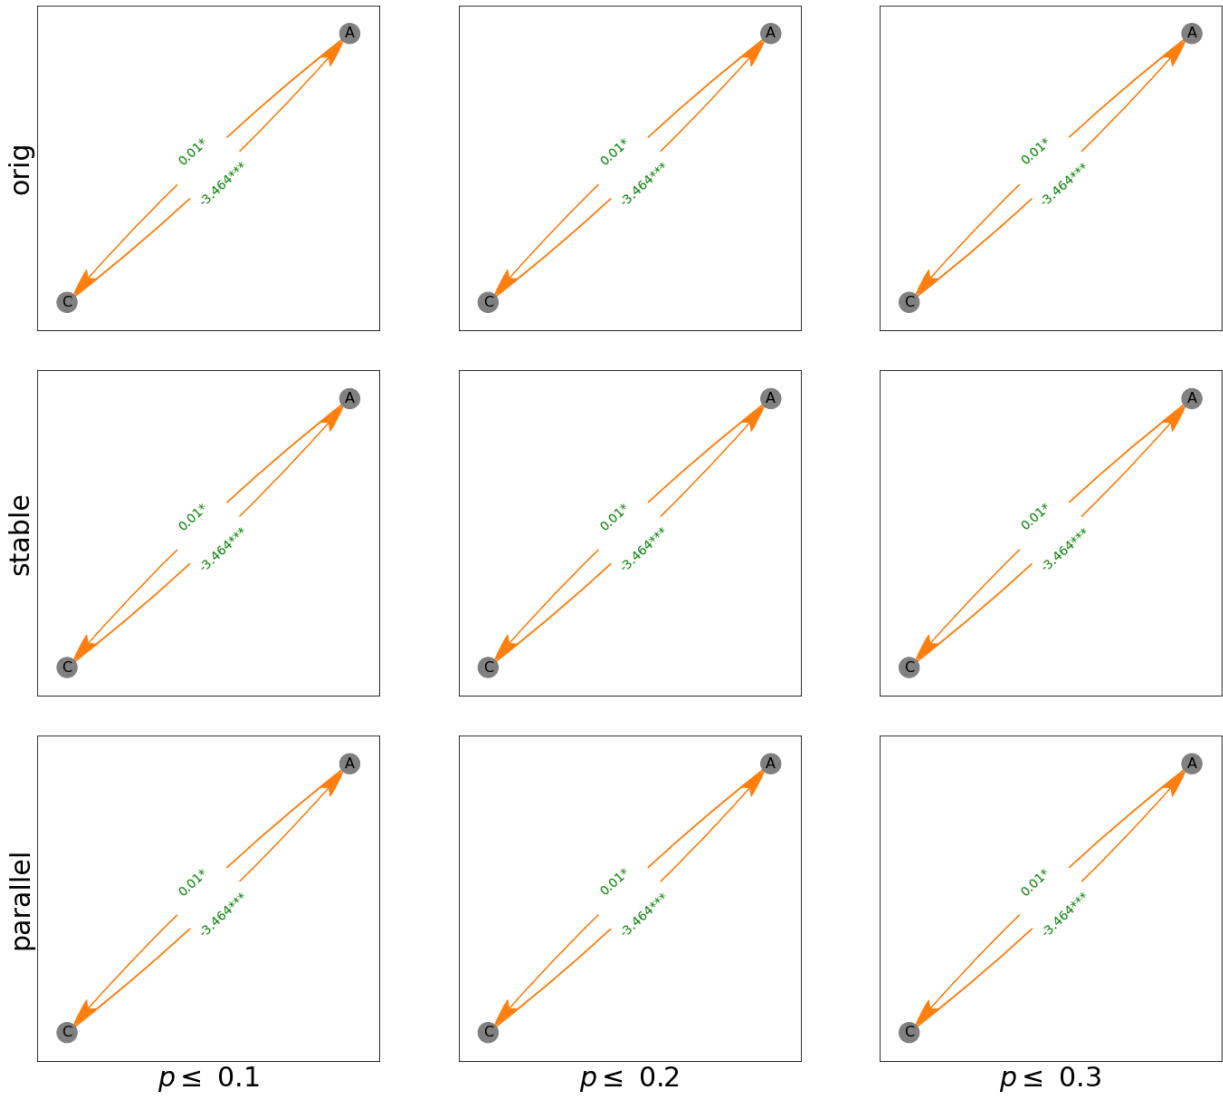 A
A
A
0.01*
0.01*
0.01*
orig
-3.464***
-3.464***
-3.464***
C
C
C
A
A
A
0.01*
0.01*
0.01*
stable
-3.464***
-3.464***
-3.464***
C
C
C
A
A
A
0.01*
0.01*
0.01*
parallel
-3.464***
-3.464***
-3.464***
C
C
C
p ≤ 0.1
p ≤ 0.2
p ≤ 0.3